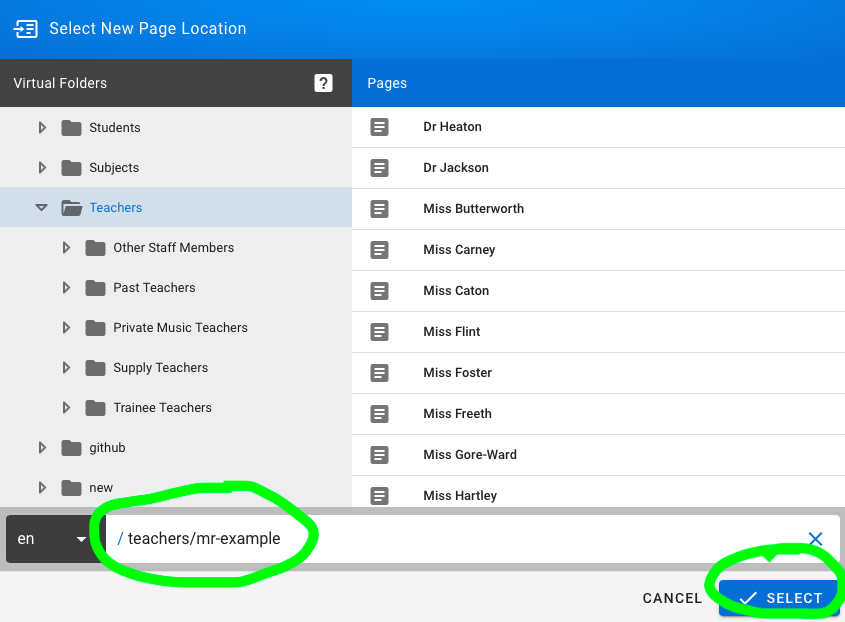 Select New Page Location
Virtual Folders
?
Pages
Students
Subjects
Teachers
Other Staff Members
Past Teachers
Private Music Teachers
Supply Teachers
Trainee Teachers
github
new
Dr Heaton
Dr Jackson
Miss Butterworth
Miss Carney
Miss Caton
Miss Flint
Miss Foster
Miss Freeth
Miss Gore-Ward
Miss Hartley
en
/ teachers/mr-example
CANCEL
SELECT